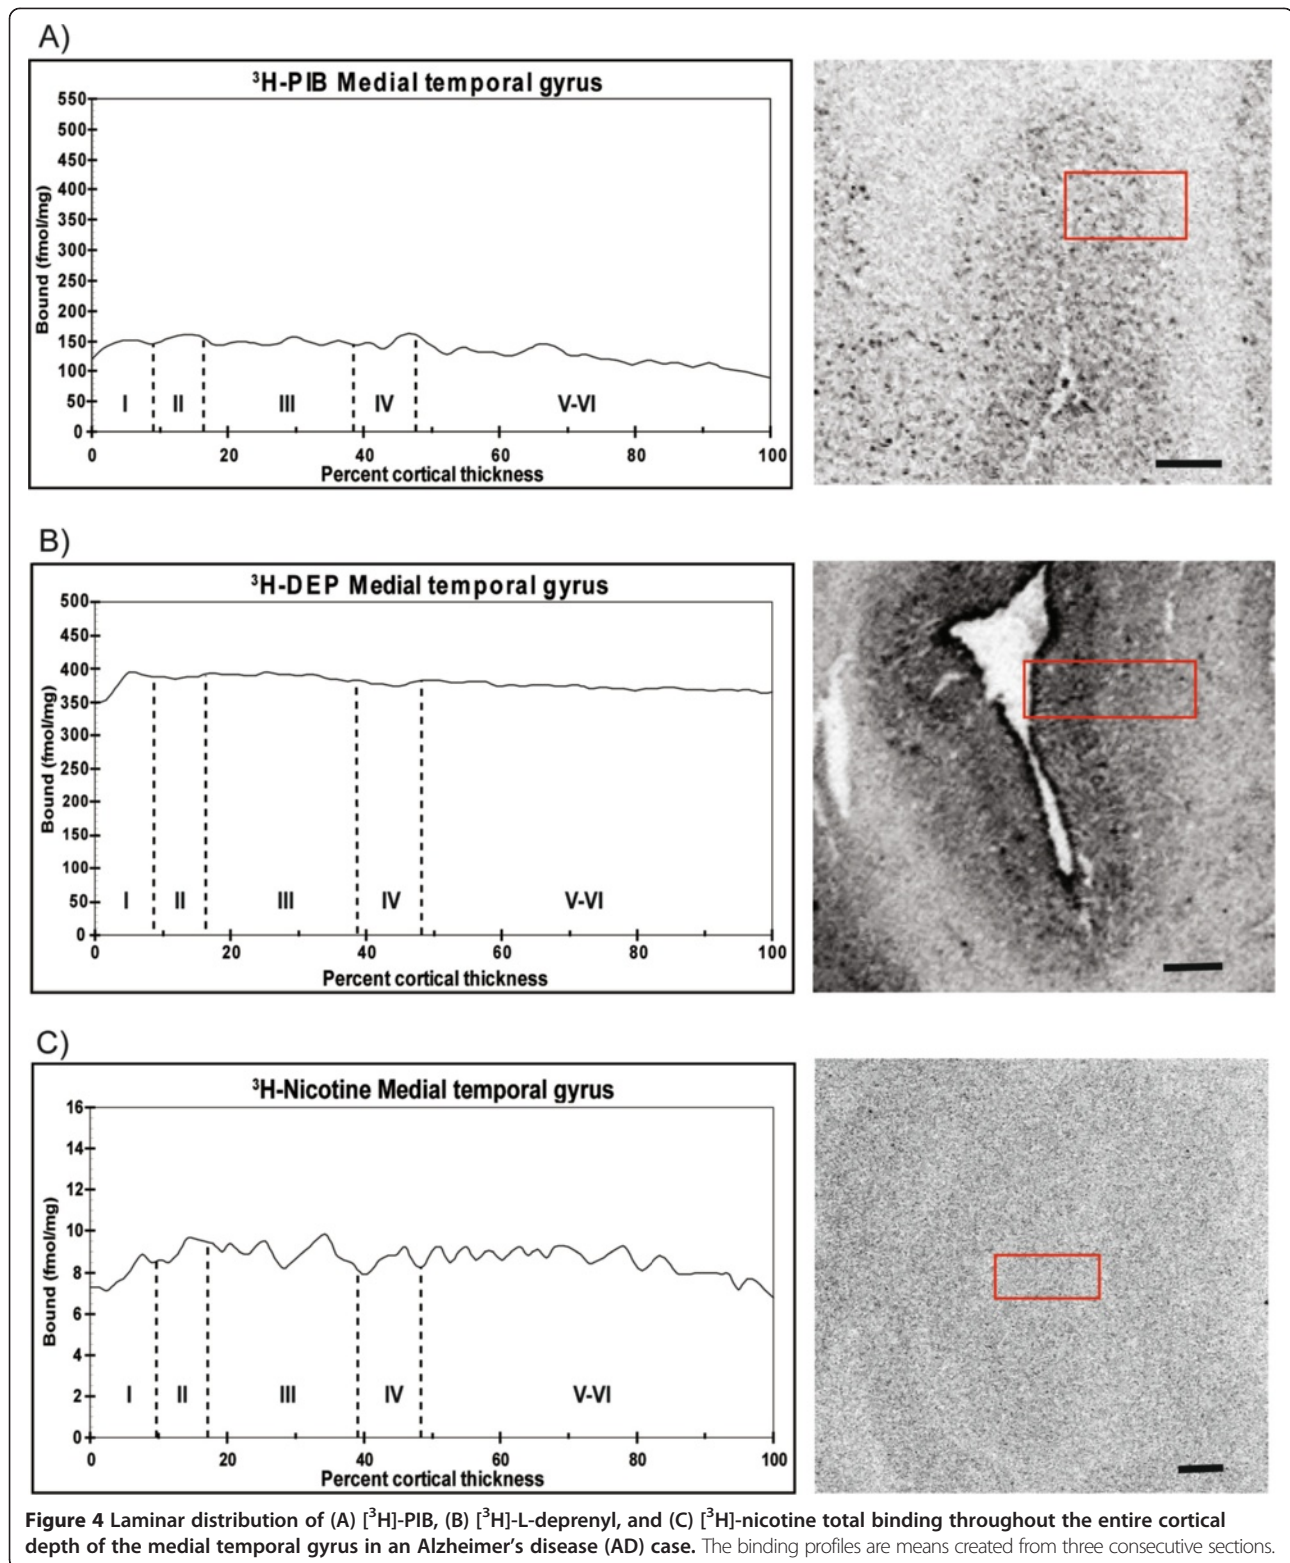 A)
³H-PIB Medial temporal gyrus
550
500
450
400
350
300
250
200
150
100
50
0
Bound (fmol/mg)
I II III IV V-VI
0 20 40 60 80 100
Percent cortical thickness
B)
³H-DEP Medial temporal gyrus
500
450
400
350
300
250
200
150
100
50
0
Bound (fmol/mg)
I II III IV V-VI
0 20 40 60 80 100
Percent cortical thickness
C)
³H-Nicotine Medial temporal gyrus
16
14
12
10
8
6
4
2
0
Bound (fmol/mg)
I II III IV V-VI
0 20 40 60 80 100
Percent cortical thickness
Figure 4 Laminar distribution of (A) [³H]-PIB, (B) [³H]-L-deprenyl, and (C) [³H]-nicotine total binding throughout the entire cortical
depth of the medial temporal gyrus in an Alzheimer's disease (AD) case. The binding profiles are means created from three consecutive sections.